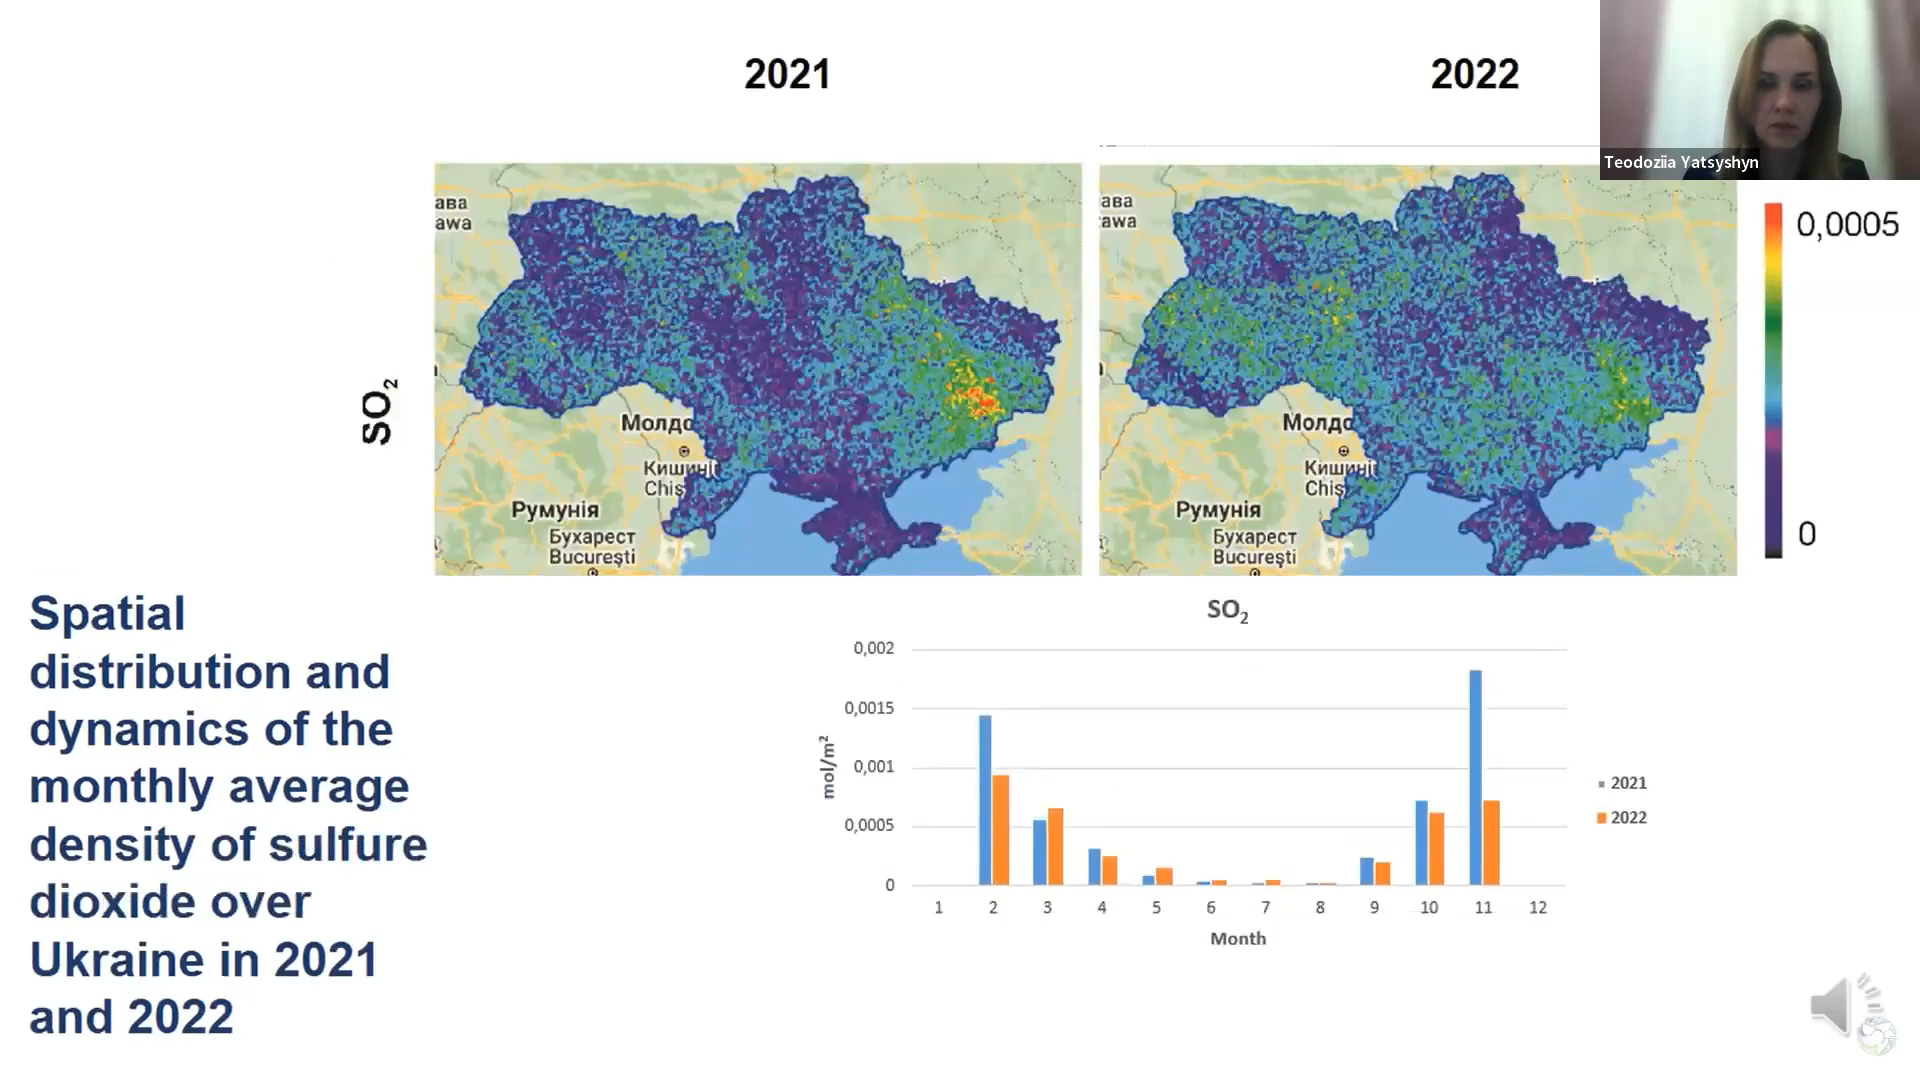 2021
2022
Teodoziia Yatsyshyn
ава
awa
Молдо
Кишині
Chiș
Румунія
Бухарест
București
ава
awa
Молдо
Кишині
Chiș
Румунія
Бухарест
București
0,0005
0
SO₂
Spatial
distribution and
dynamics of the
monthly average
density of sulfure
dioxide over
Ukraine in 2021
and 2022
SO₂
0,002
0,0015
0,001
0,0005
0
mol/m²
1 2 3 4 5 6 7 8 9 10 11 12
Month
2021
2022